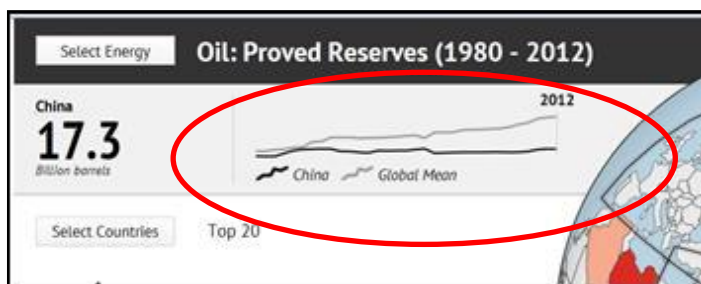 Select Energy
Oil: Proved Reserves (1980 - 2012)
China
17.3
Billion barrels
2012
China
Global Mean
Select Countries
Top 20